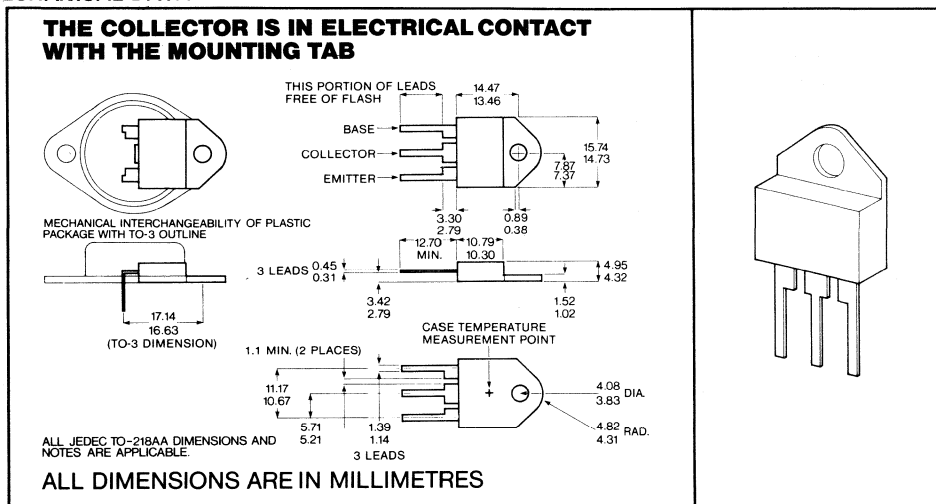 THE COLLECTOR IS IN ELECTRICAL CONTACT
WITH THE MOUNTING TAB
THIS PORTION OF LEADS
FREE OF FLASH
14.47
13.46
BASE
COLLECTOR
EMITTER
15.74
14.73
7.87
7.37
3.30
2.79
0.89
0.38
MECHANICAL INTERCHANGEABILITY OF PLASTIC
PACKAGE WITH TO-3 OUTLINE
12.70
MIN.
10.79
10.30
3 LEADS 0.45
0.31
4.95
4.32
3.42
2.79
1.52
1.02
17.14
16.63
(TO-3 DIMENSION)
CASE TEMPERATURE
MEASUREMENT POINT
1.1 MIN. (2 PLACES)
11.17
10.67
4.08
3.83 DIA.
5.71
5.21
1.39
1.14
3 LEADS
4.82
4.31 RAD.
ALL JEDEC TO-218AA DIMENSIONS AND
NOTES ARE APPLICABLE.
ALL DIMENSIONS ARE IN MILLIMETRES